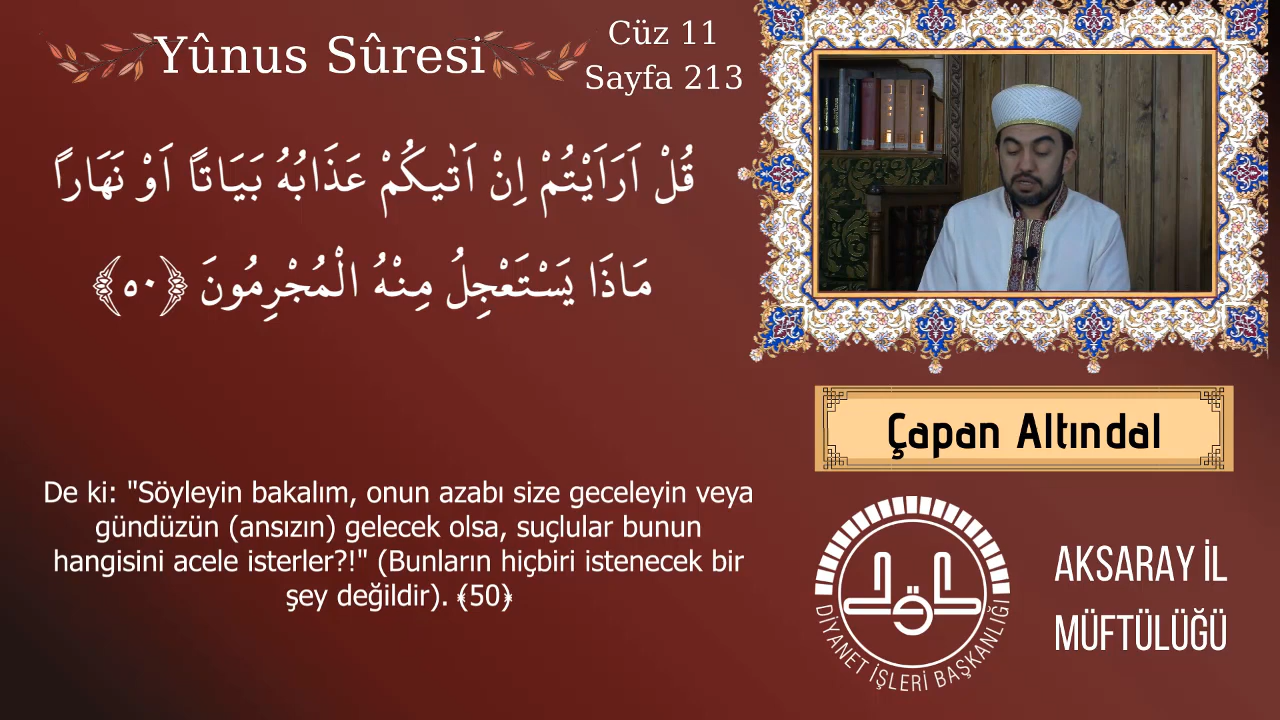 Yûnus Sûresi
Cüz 11
Sayfa 213
قُلْ اَرَاَيْتُمْ اِنْ اَتٰيكُمْ عَذَابُهُ بَيَاتًا اَوْ نَهَارًا
مَاذَا يَسْتَعْجِلُ مِنْهُ الْمُجْرِمُونَ ﴿٥٠﴾
De ki: "Söyleyin bakalım, onun azabı size geceleyin veya
gündüzün (ansızın) gelecek olsa, suçlular bunun
hangisini acele isterler?!" (Bunların hiçbiri istenecek bir
şey değildir). ﴾50﴿
Çapan Altındal
DİYANET İŞLERİ BAŞKANLIĞI
AKSARAY İL
MÜFTÜLÜĞÜ